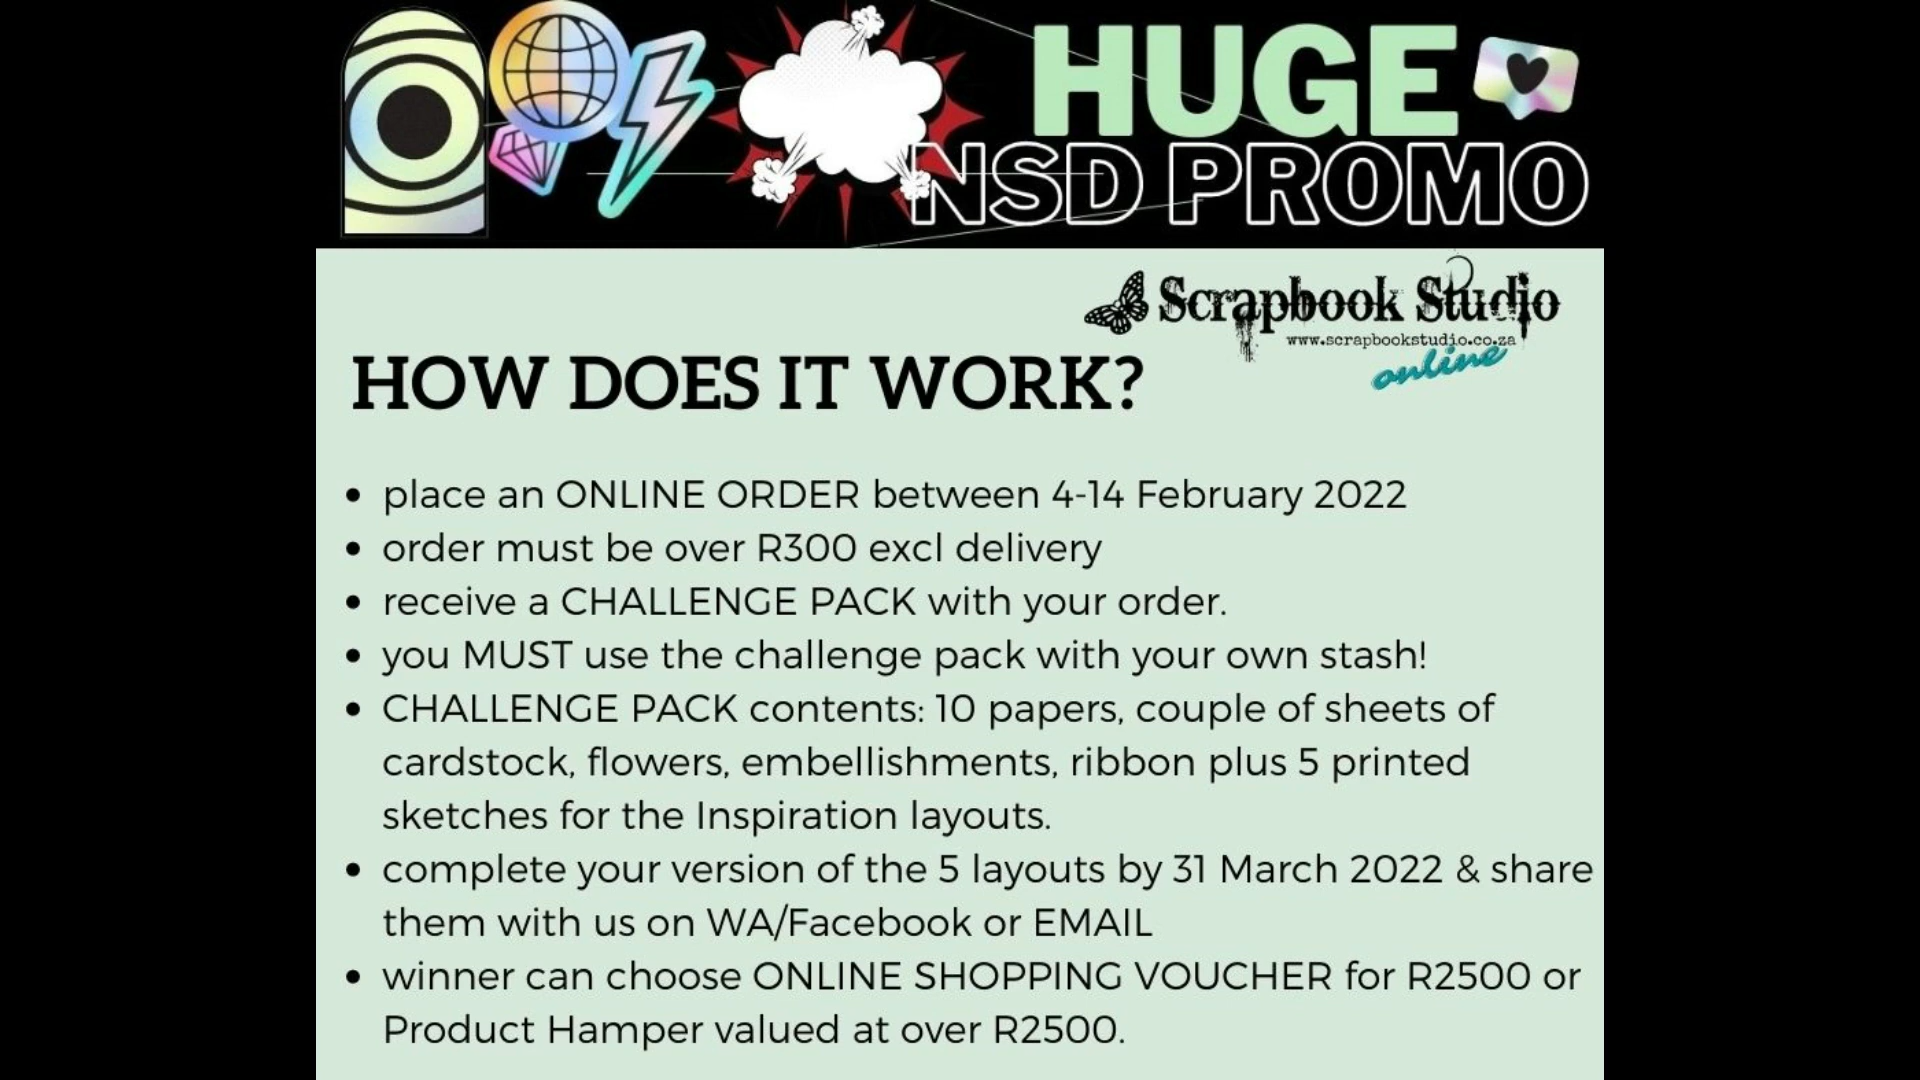 HUGE
NSD PROMO
Scrapbook Studio
www.scrapbookstudio.co.za
online
HOW DOES IT WORK?
• place an ONLINE ORDER between 4-14 February 2022
• order must be over R300 excl delivery
• receive a CHALLENGE PACK with your order.
• you MUST use the challenge pack with your own stash!
• CHALLENGE PACK contents: 10 papers, couple of sheets of
cardstock, flowers, embellishments, ribbon plus 5 printed
sketches for the Inspiration layouts.
• complete your version of the 5 layouts by 31 March 2022 & share
them with us on WA/Facebook or EMAIL
• winner can choose ONLINE SHOPPING VOUCHER for R2500 or
Product Hamper valued at over R2500.